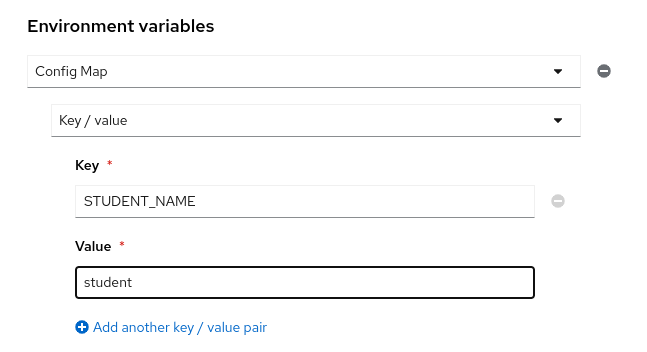 Environment variables
Config Map
Key / value
Key *
STUDENT_NAME
Value *
student
Add another key / value pair